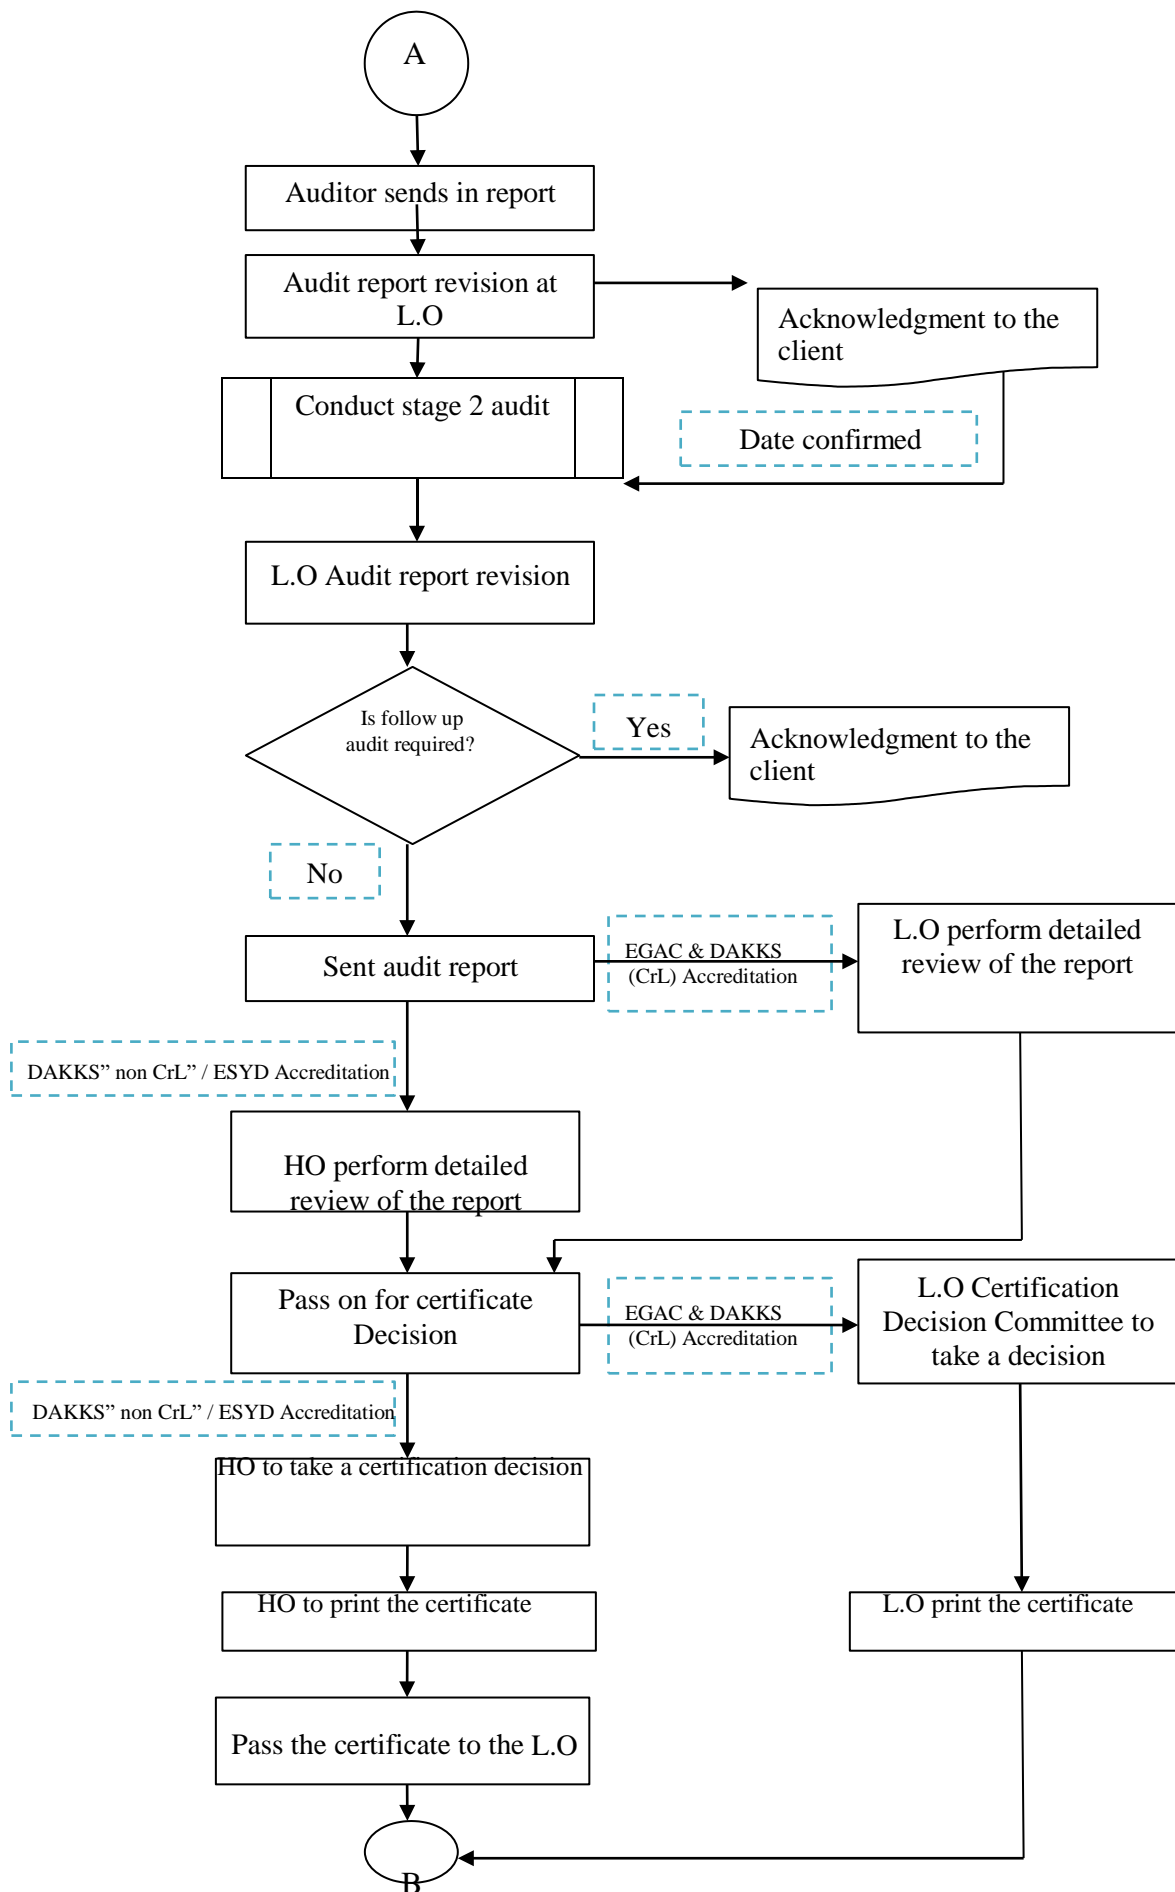 A
Auditor sends in report
Audit report revision at
L.O
Acknowledgment to the
client
Conduct stage 2 audit
Date confirmed
L.O Audit report revision
Is follow up
audit required?
Yes
Acknowledgment to the
client
No
Sent audit report
EGAC & DAKKS
(CrL) Accreditation
L.O perform detailed
review of the report
DAKKS” non CrL” / ESYD Accreditation
HO perform detailed
review of the report
Pass on for certificate
Decision
EGAC & DAKKS
(CrL) Accreditation
L.O Certification
Decision Committee to
take a decision
DAKKS” non CrL” / ESYD Accreditation
HO to take a certification decision
HO to print the certificate
L.O print the certificate
Pass the certificate to the L.O
B